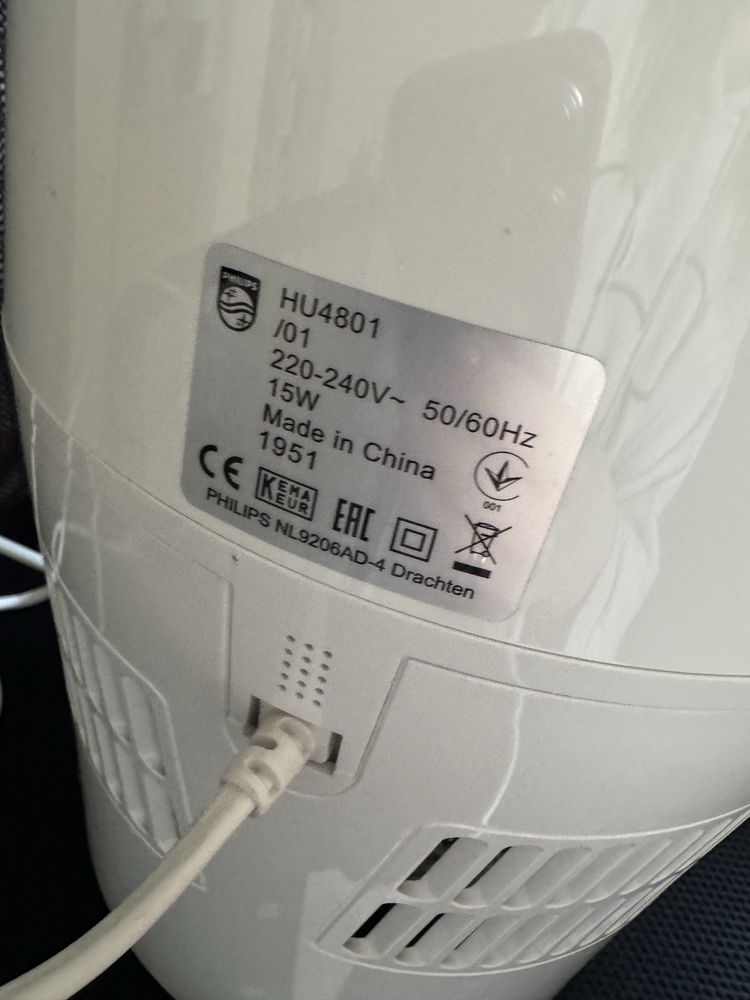 PHILIPS
HU4801
/01
220-240V~ 50/60Hz
15W
Made in China
1951
001
CE
KEMA
KEUR
EAC
PHILIPS NL9206AD-4 Drachten